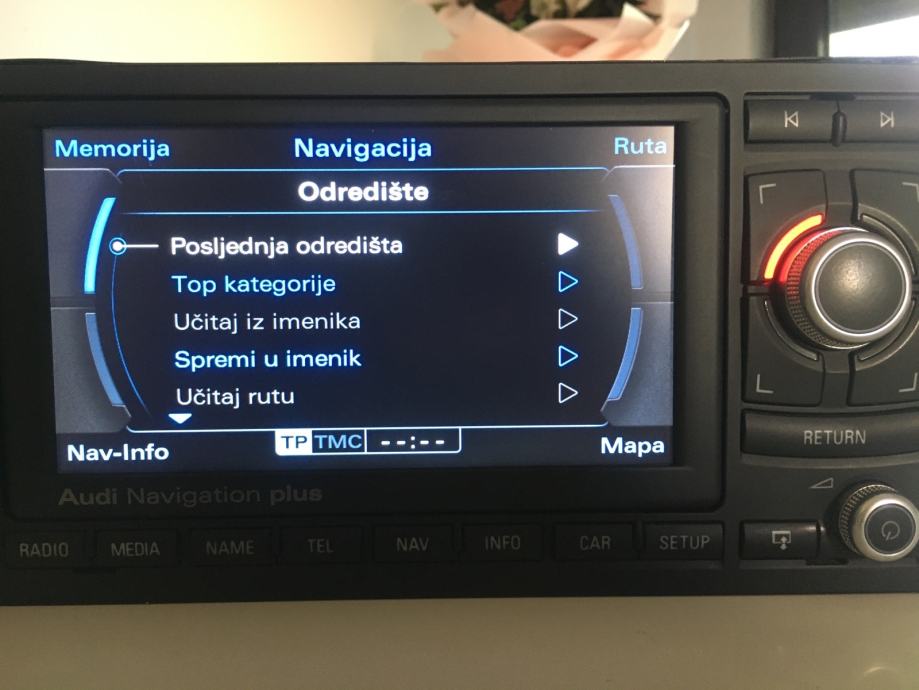 Memorija Navigacija Ruta
Odredište
Posljednja odredišta
Top kategorije
Učitaj iz imenika
Spremi u imenik
Učitaj rutu
Nav-Info TP TMC --:-- Mapa
Audi Navigation plus
RETURN
RADIO MEDIA NAME TEL NAV INFO CAR SETUP